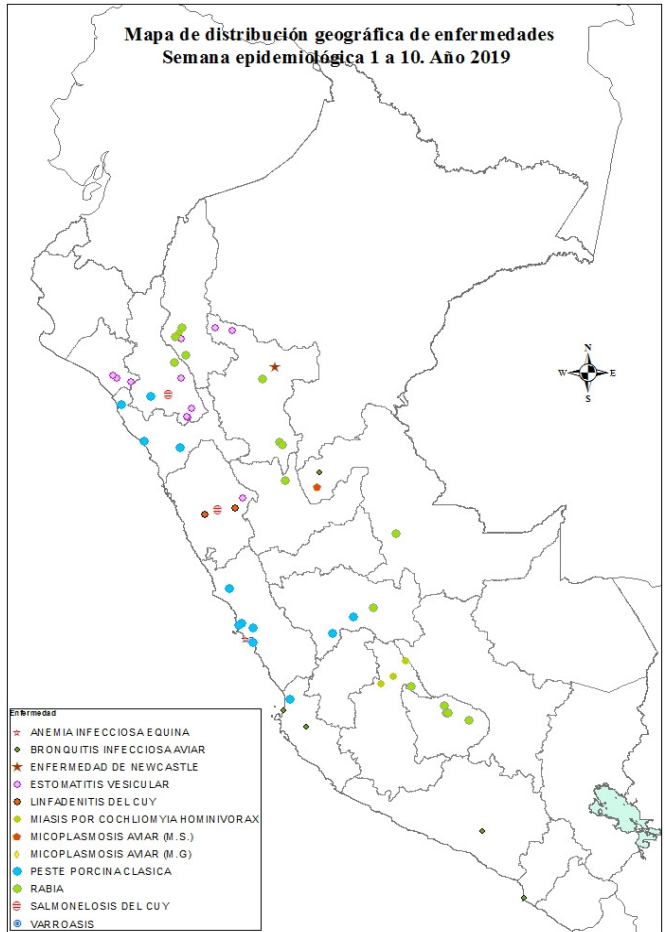 Mapa de distribución geográfica de enfermedades
Semana epidemiológica 1 a 10. Año 2019
N
W E
S
Enfermedad
ANEMIA INFECCIOSA EQUINA
BRONQUITIS INFECCIOSA AVIAR
ENFERMEDAD DE NEWCASTLE
ESTOMATITIS VESICULAR
LINFADENITIS DEL CUY
MIASIS POR COCHLIOMYIA HOMINIVORAX
MICOPLASMOSIS AVIAR (M.S.)
MICOPLASMOSIS AVIAR (M.G)
PESTE PORCINA CLASICA
RABIA
SALMONELOSIS DEL CUY
VARROASIS